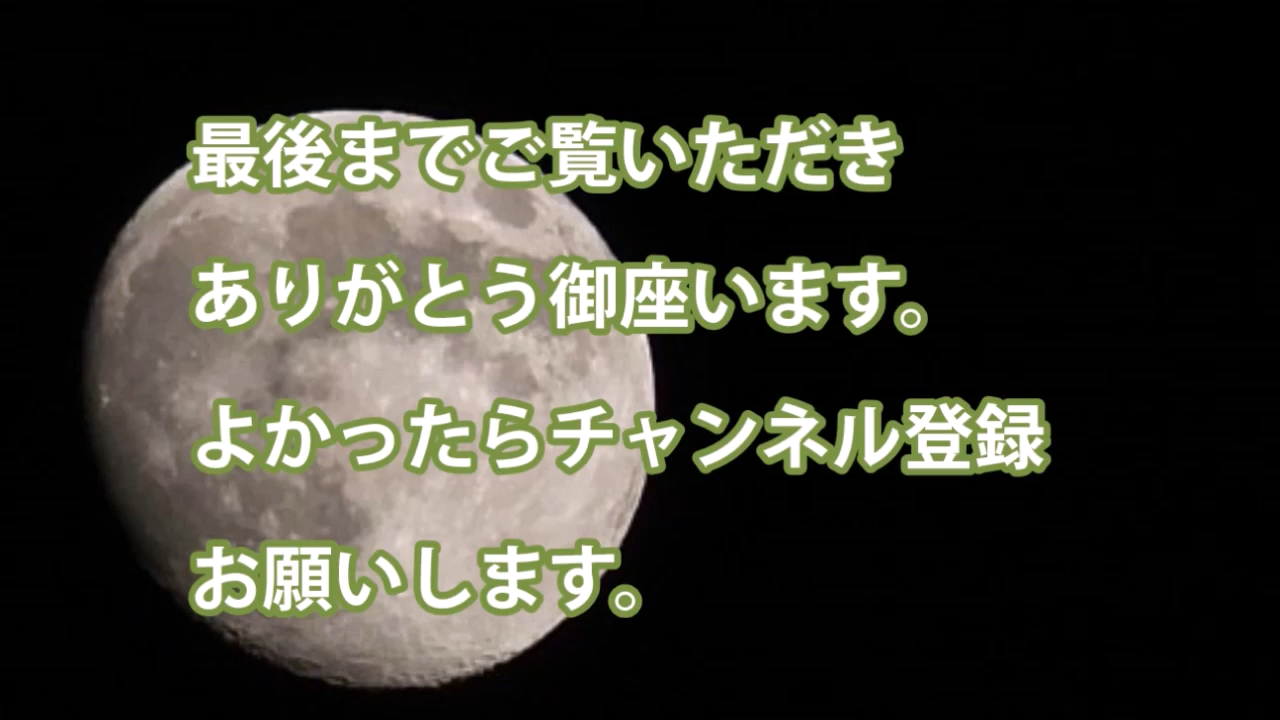 最後までご覧いただき
ありがとう御座います。
よかったらチャンネル登録
お願いします。